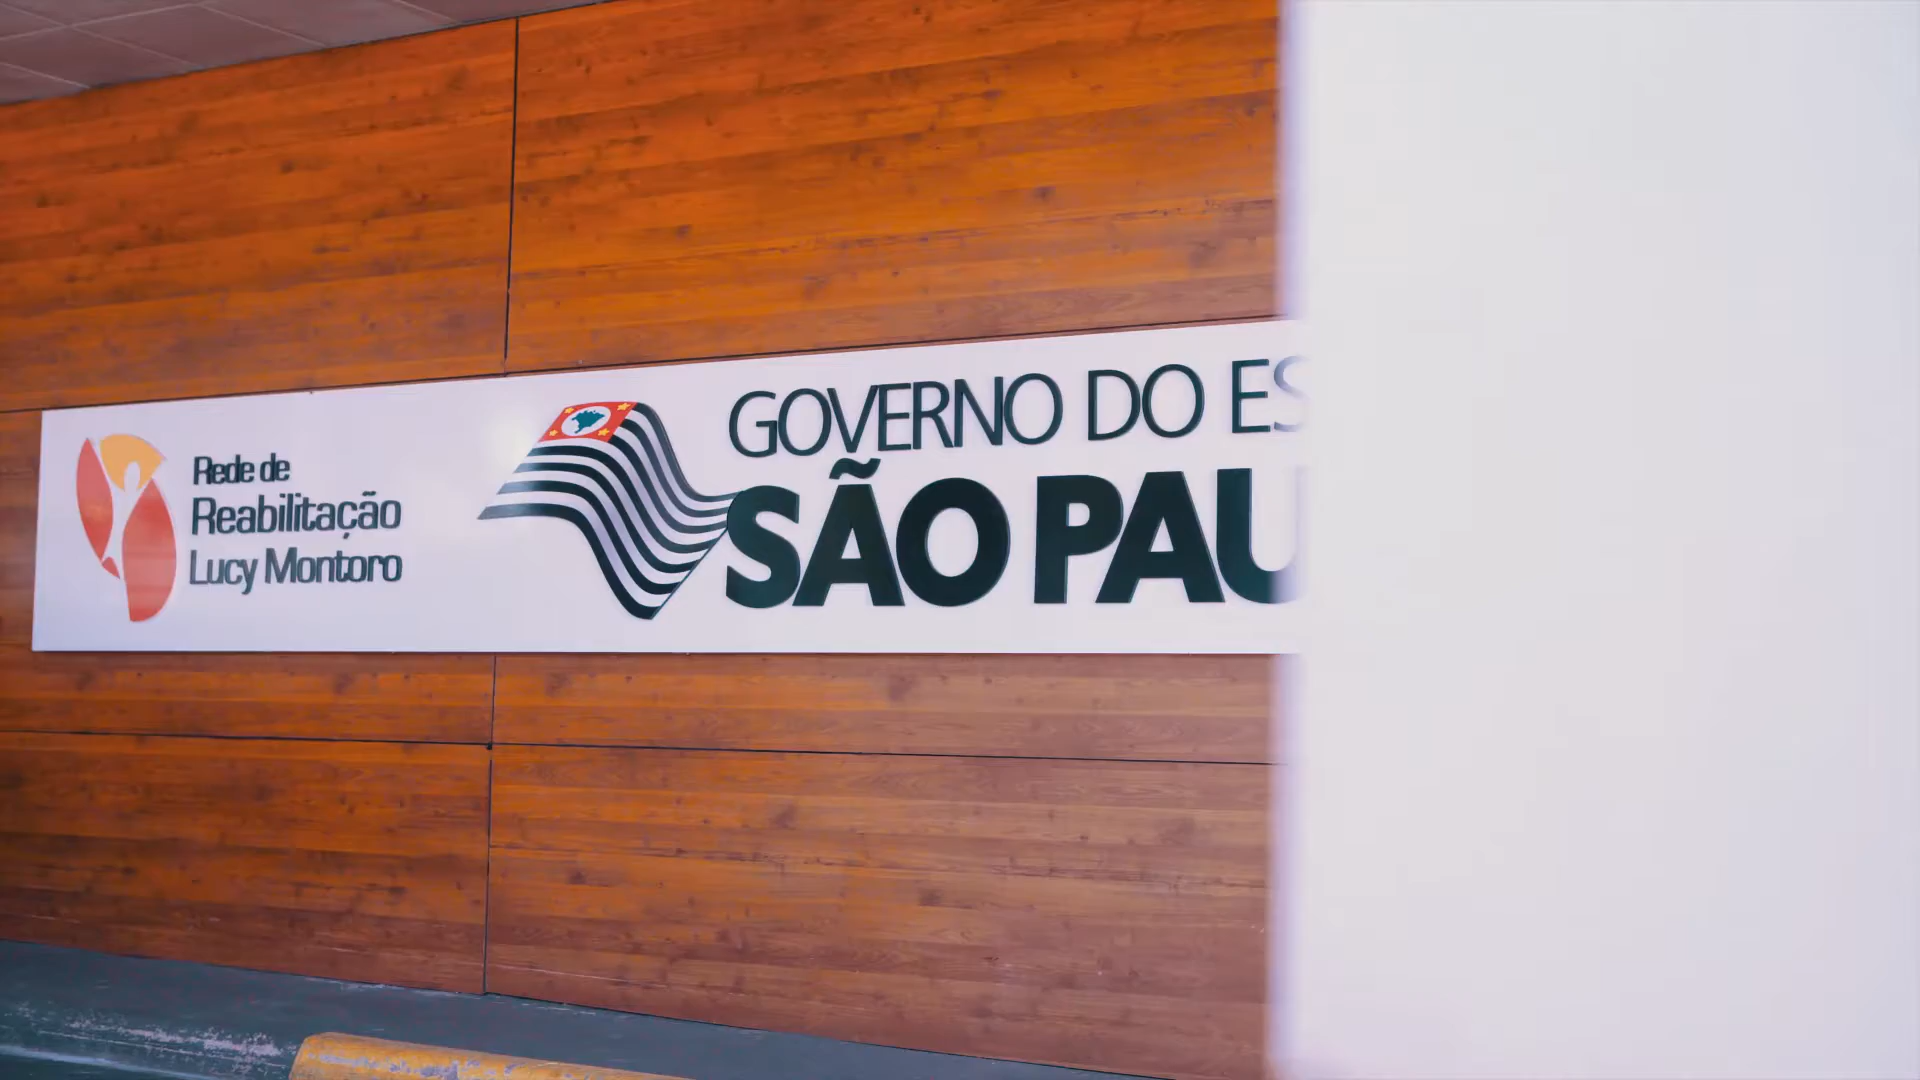 Rede de
Reabilitação
Lucy Montoro
GOVERNO DO ES
SÃO PAU